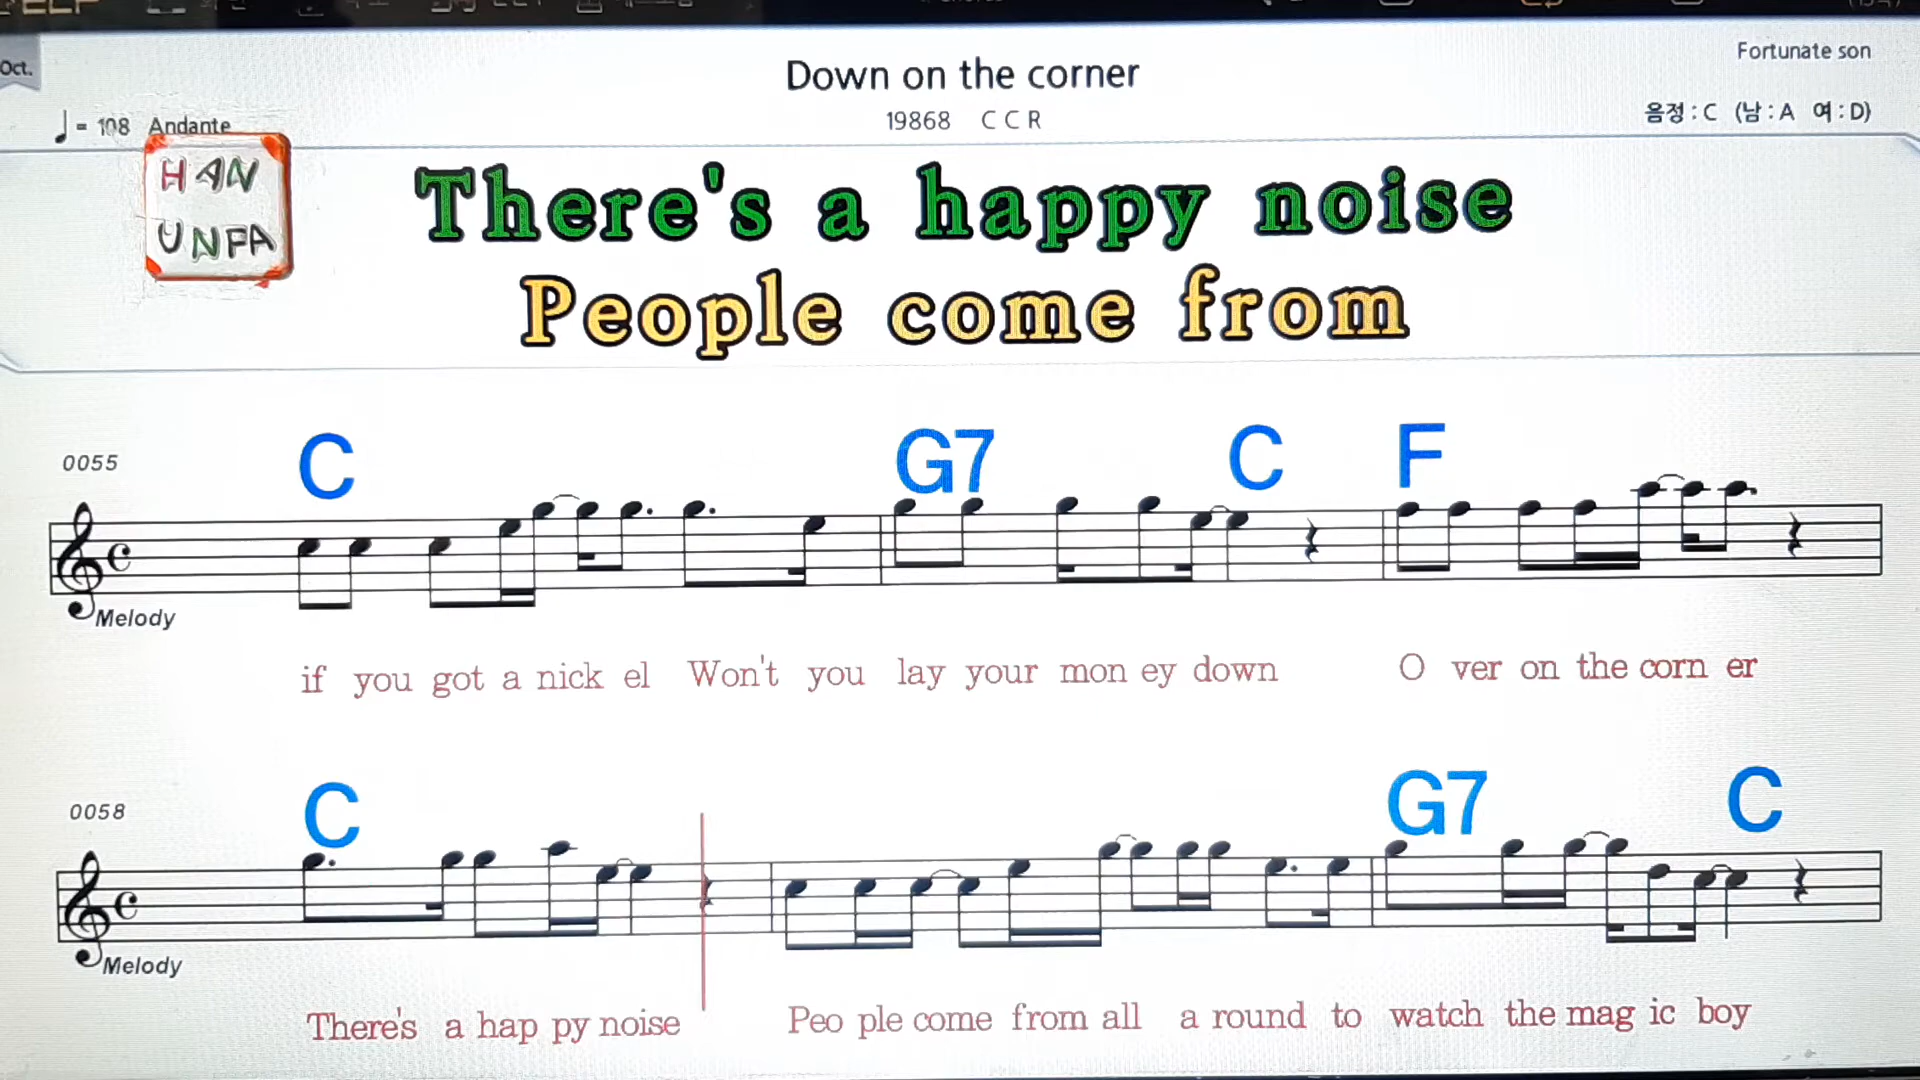 Oct.
Down on the corner
Fortunate son
= 108 Andante
19868 C C R
음정 : C (남 : A 여 : D)
HAN
UNFA
There's a happy noise
People come from
C G7 C F
0055
Melody
if you got a nick el Won't you lay your mon ey down O ver on the corn er
C G7 C
0058
Melody
There's a hap py noise Peo ple come from all a round to watch the mag ic boy